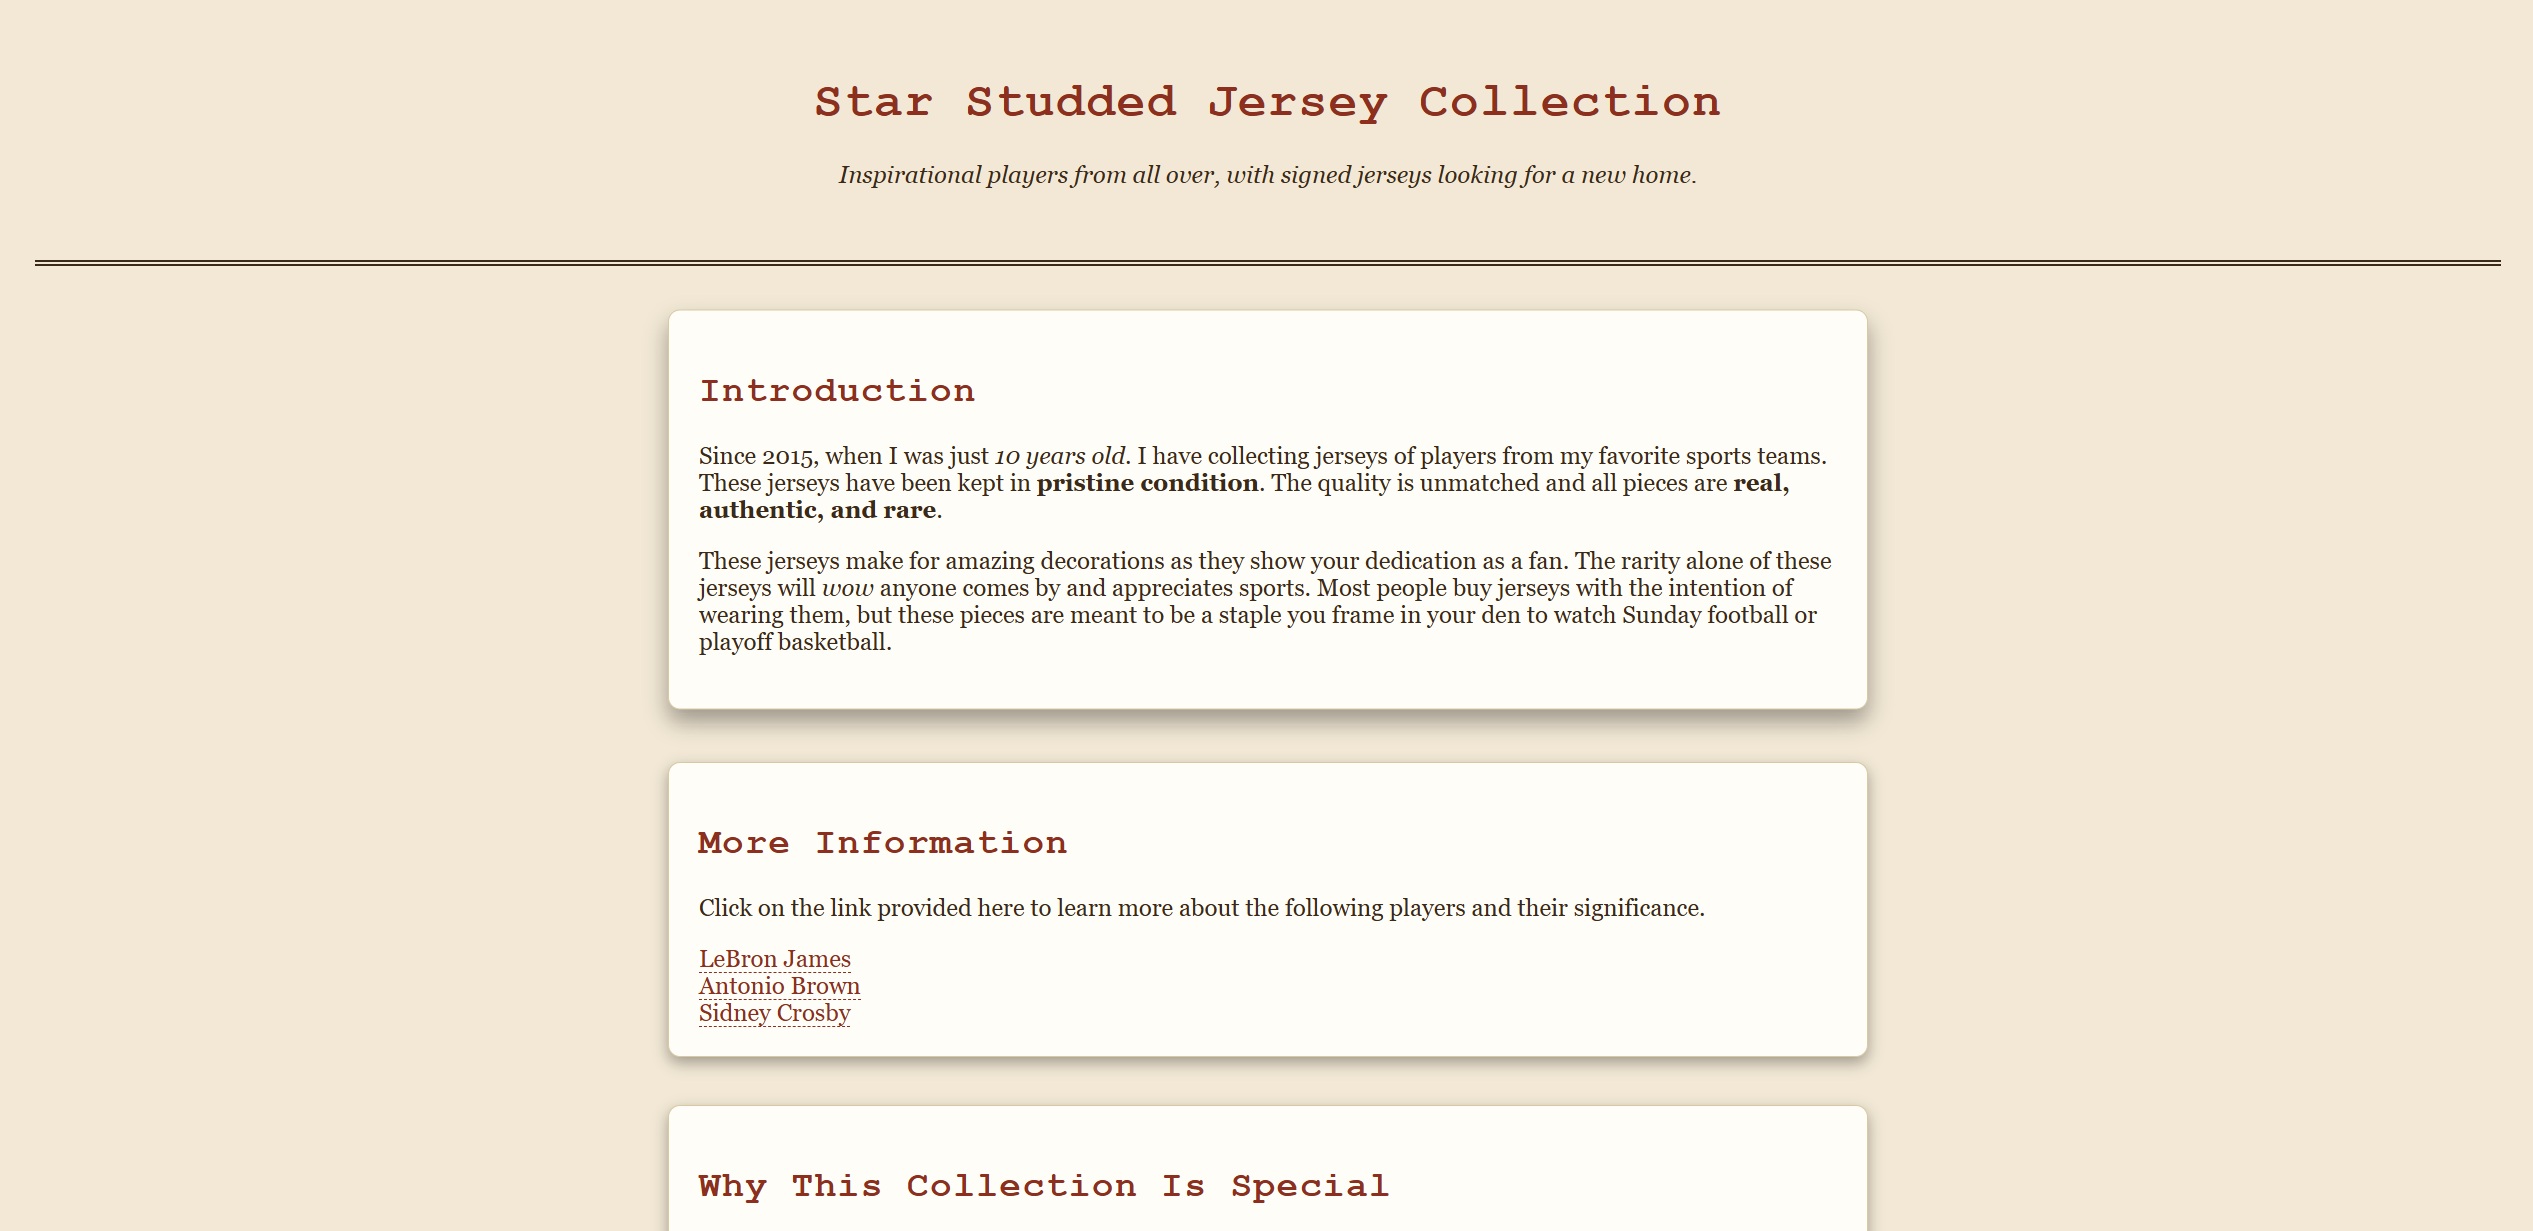 Star Studded Jersey Collection
Inspirational players from all over, with signed jerseys looking for a new home.
Introduction
Since 2015, when I was just 10 years old. I have collecting jerseys of players from my favorite sports teams.
These jerseys have been kept in pristine condition. The quality is unmatched and all pieces are real,
authentic, and rare.
These jerseys make for amazing decorations as they show your dedication as a fan. The rarity alone of these
jerseys will wow anyone comes by and appreciates sports. Most people buy jerseys with the intention of
wearing them, but these pieces are meant to be a staple you frame in your den to watch Sunday football or
playoff basketball.
More Information
Click on the link provided here to learn more about the following players and their significance.
LeBron James
Antonio Brown
Sidney Crosby
Why This Collection Is Special